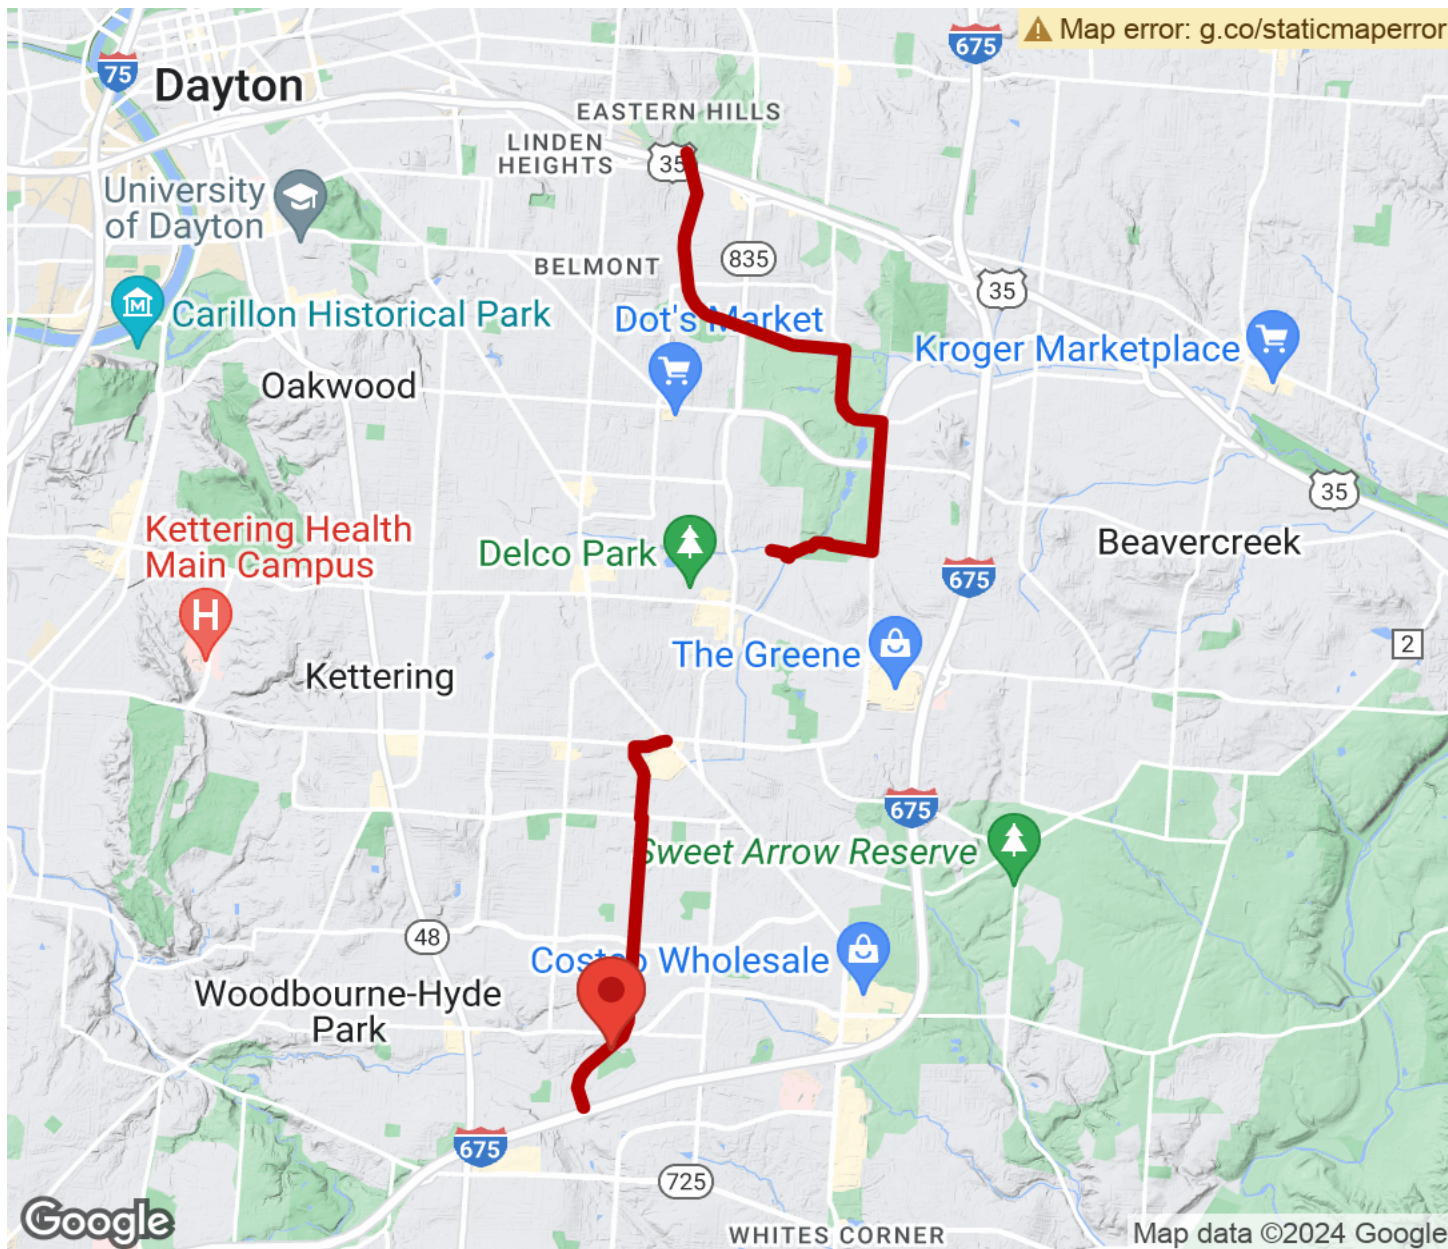 675
Map error: g.co/staticmaperror
75
Dayton
EASTERN HILLS
LINDEN
HEIGHTS
35
University
of Dayton
835
BELMONT
35
Carillon Historical Park
Dot's Market
Kroger Marketplace
Oakwood
35
Kettering Health
Main Campus
Delco Park
Beavercreek
675
H
The Greene
2
Kettering
675
Sweet Arrow Reserve
48
Costco Wholesale
Woodbourne-Hyde
Park
675
725
Google
WHITES CORNER
Map data ©2024 Google